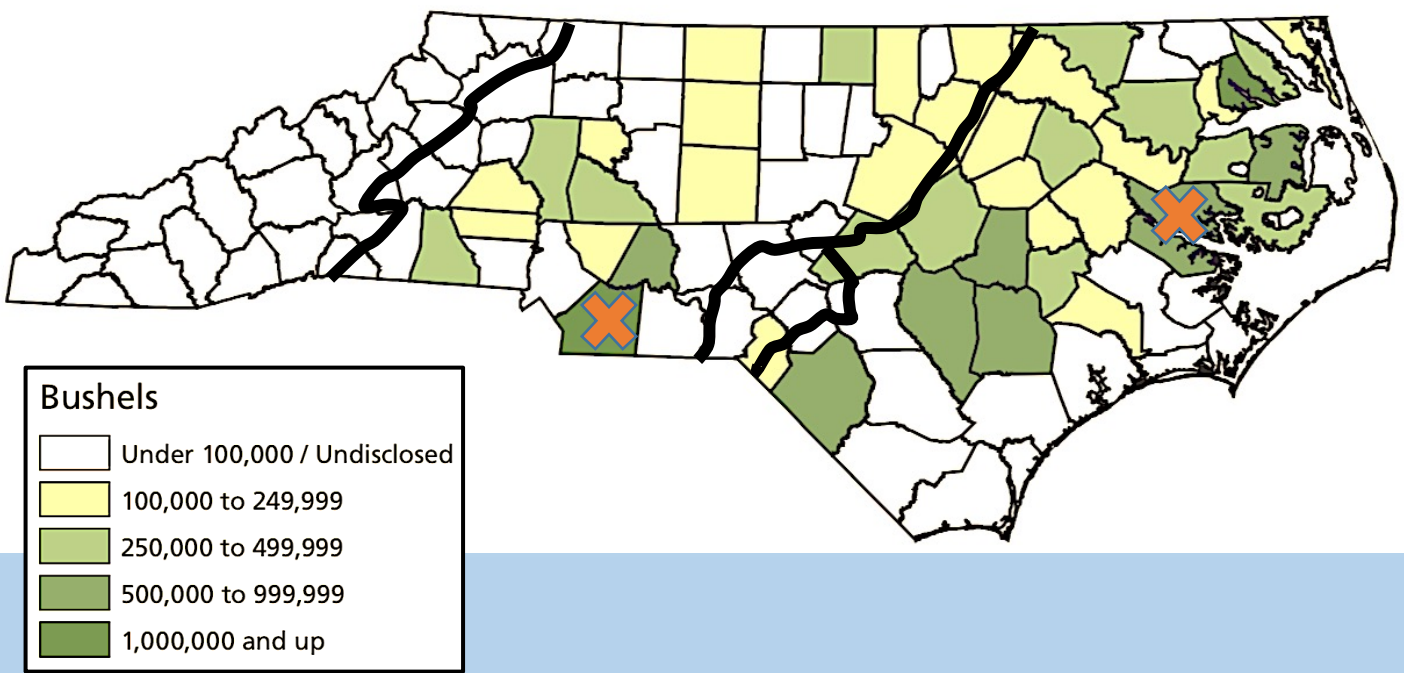 Bushels
Under 100,000 / Undisclosed
100,000 to 249,999
250,000 to 499,999
500,000 to 999,999
1,000,000 and up